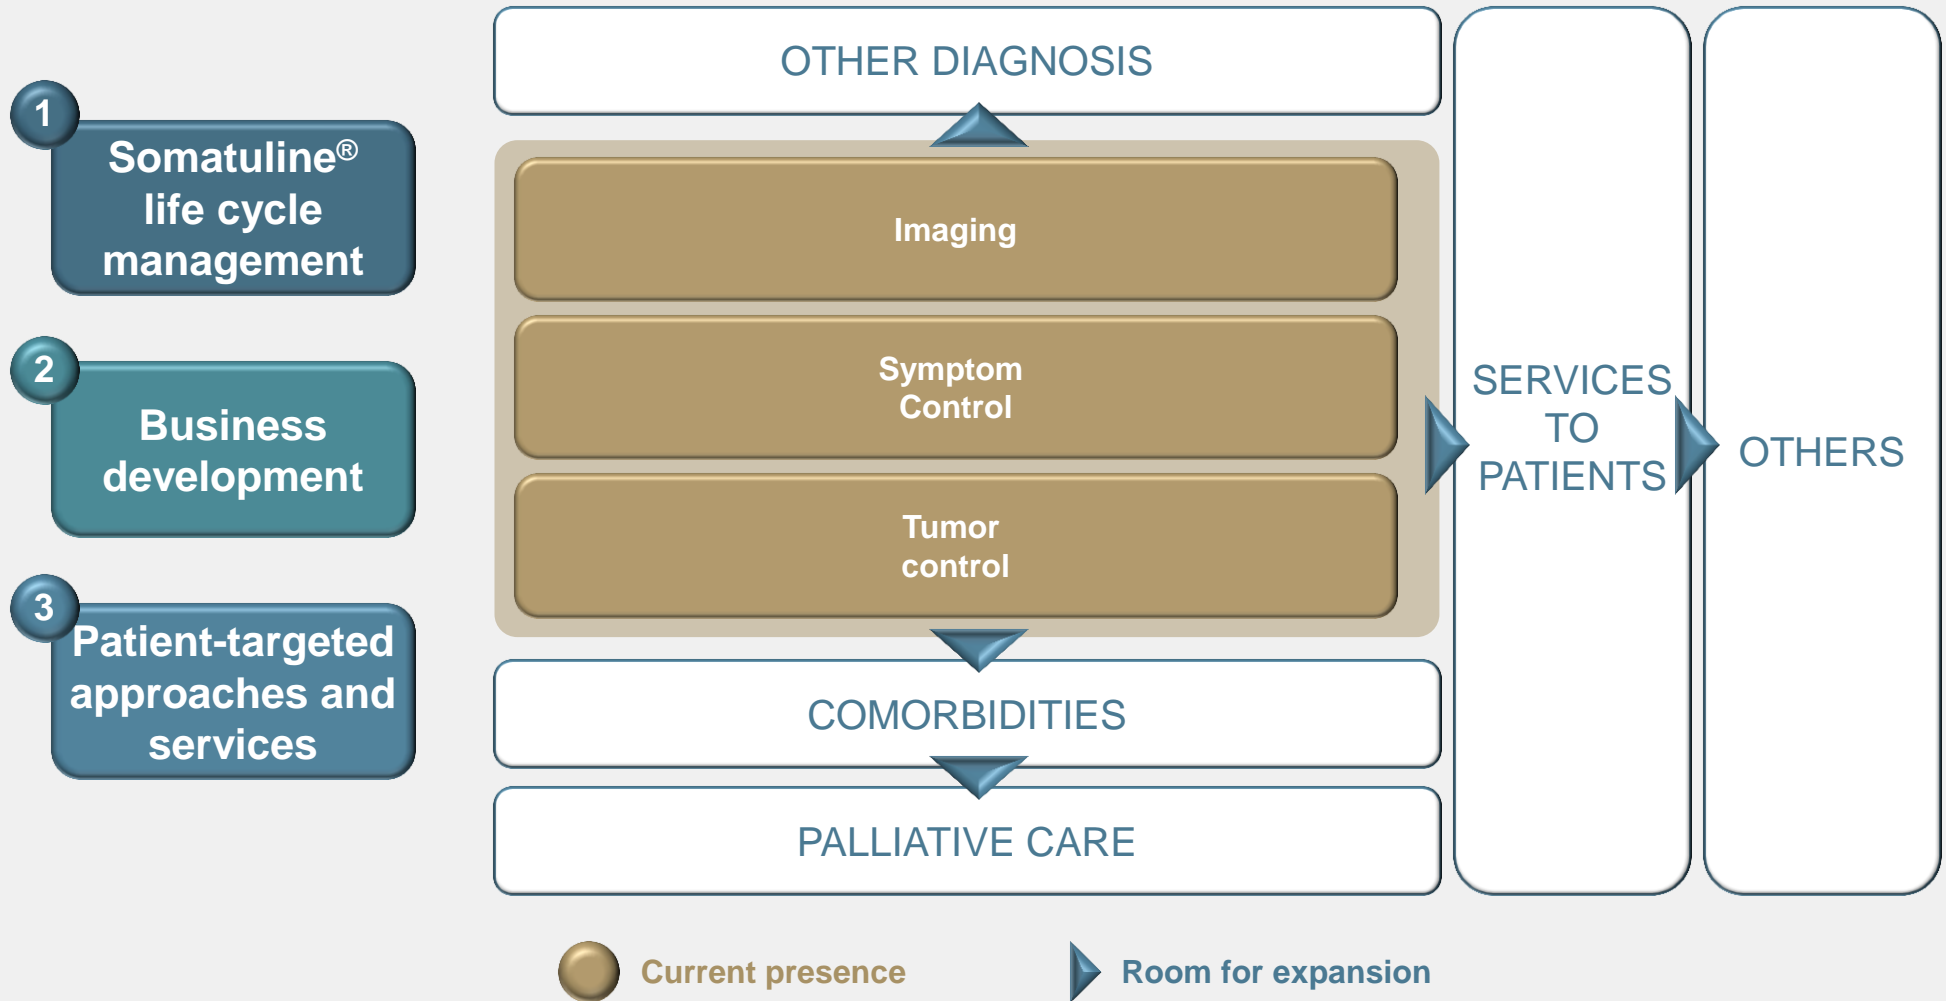 1
Somatuline®
life cycle
management
2
Business
development
3
Patient-targeted
approaches and
services
OTHER DIAGNOSIS
Imaging
Symptom
Control
Tumor
control
COMORBIDITIES
PALLIATIVE CARE
SERVICES
TO
PATIENTS
OTHERS
Current presence
Room for expansion